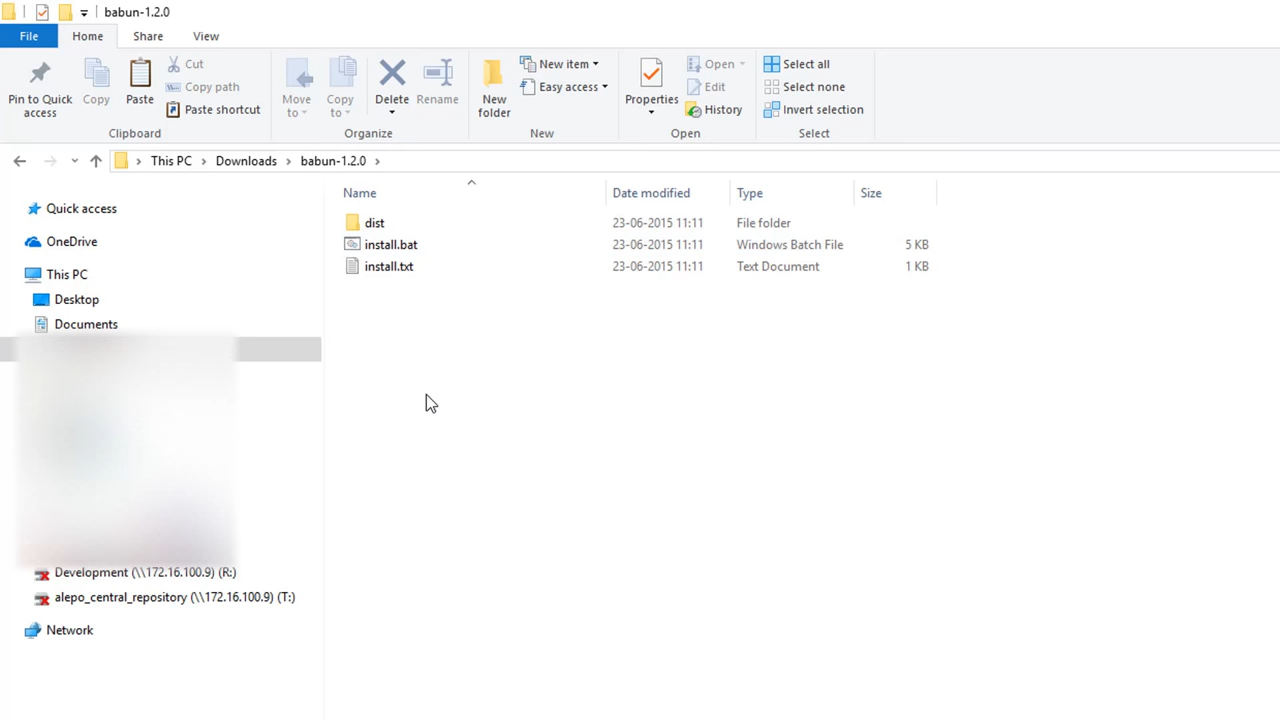 babun-1.2.0
File Home Share View
Pin to Quick access
Copy
Paste
Cut
Copy path
Paste shortcut
Clipboard
Move to
Copy to
Delete
Rename
Organize
New folder
New item
Easy access
New
Properties
Open
Edit
History
Open
Select all
Select none
Invert selection
Select
This PC Downloads babun-1.2.0
Quick access
OneDrive
This PC
Desktop
Documents
Development (\\172.16.100.9) (R:)
alepo_central_repository (\\172.16.100.9) (T:)
Network
Name Date modified Type Size
dist 23-06-2015 11:11 File folder
install.bat 23-06-2015 11:11 Windows Batch File 5 KB
install.txt 23-06-2015 11:11 Text Document 1 KB